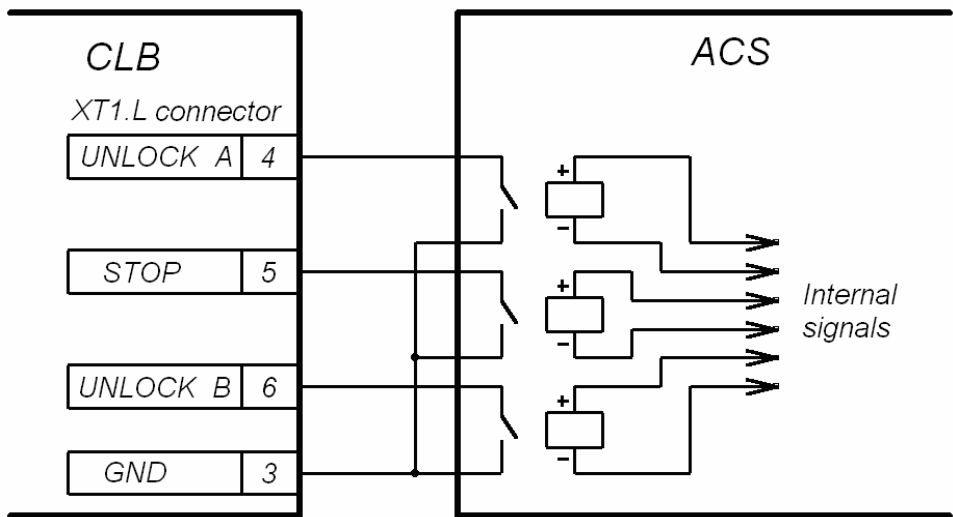 CLB
ACS
XT1.L connector
UNLOCK A 4
STOP 5
UNLOCK B 6
GND 3
+
−
+
−
+
−
Internal
signals